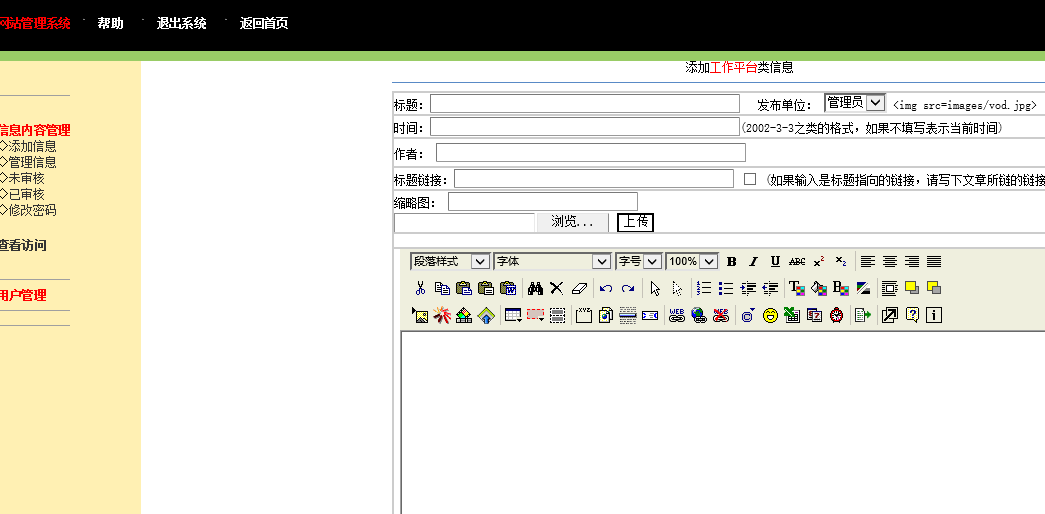 网站管理系统 · 帮助 · 退出系统 · 返回首页
信息内容管理
◇添加信息
◇管理信息
◇未审核
◇已审核
◇修改密码
查看访问
用户管理
添加工作平台类信息
标题： 发布单位： 管理员 <img src=images/vod.jpg>
时间： (2002-3-3之类的格式，如果不填写表示当前时间)
作者：
标题链接： (如果输入是标题指向的链接，请写下文章所链的链接
缩略图：
浏览... 上传
段落样式 字体 字号 100% B I U ABC x² x₂